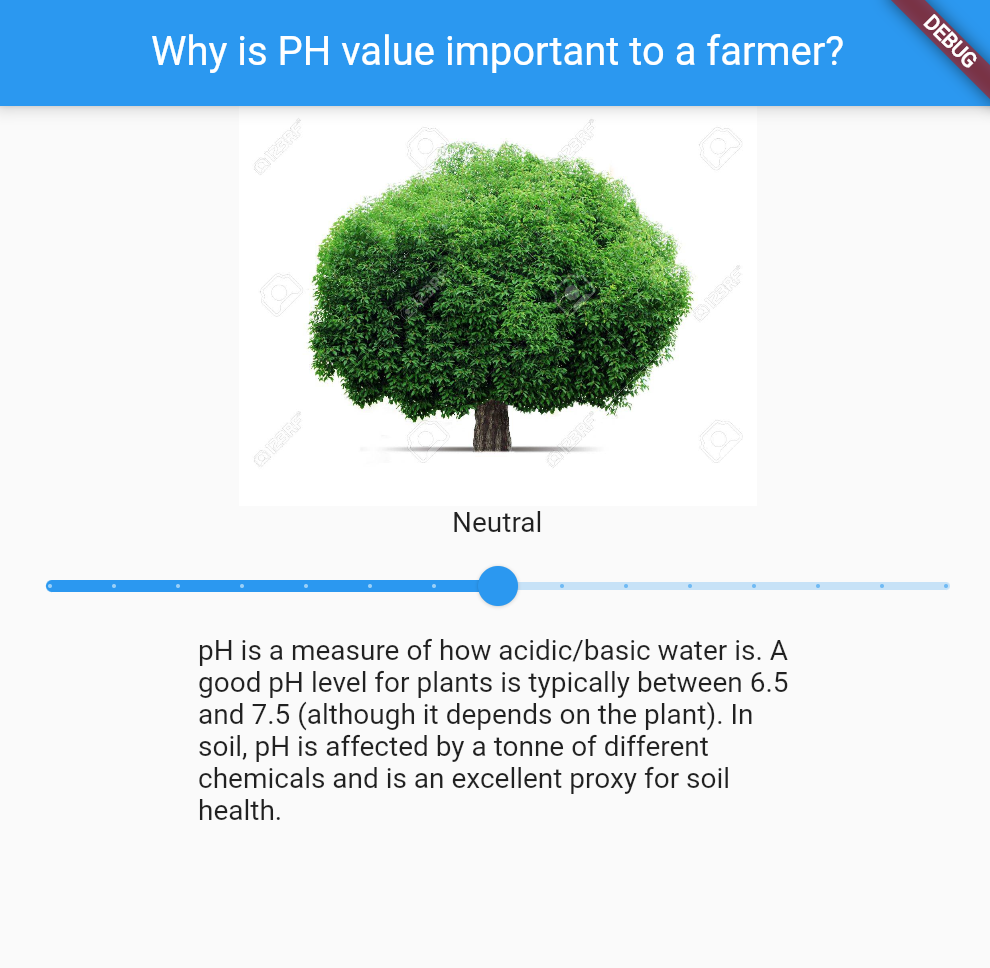 Why is PH value important to a farmer?
DEBUG
Neutral
pH is a measure of how acidic/basic water is. A
good pH level for plants is typically between 6.5
and 7.5 (although it depends on the plant). In
soil, pH is affected by a tonne of different
chemicals and is an excellent proxy for soil
health.